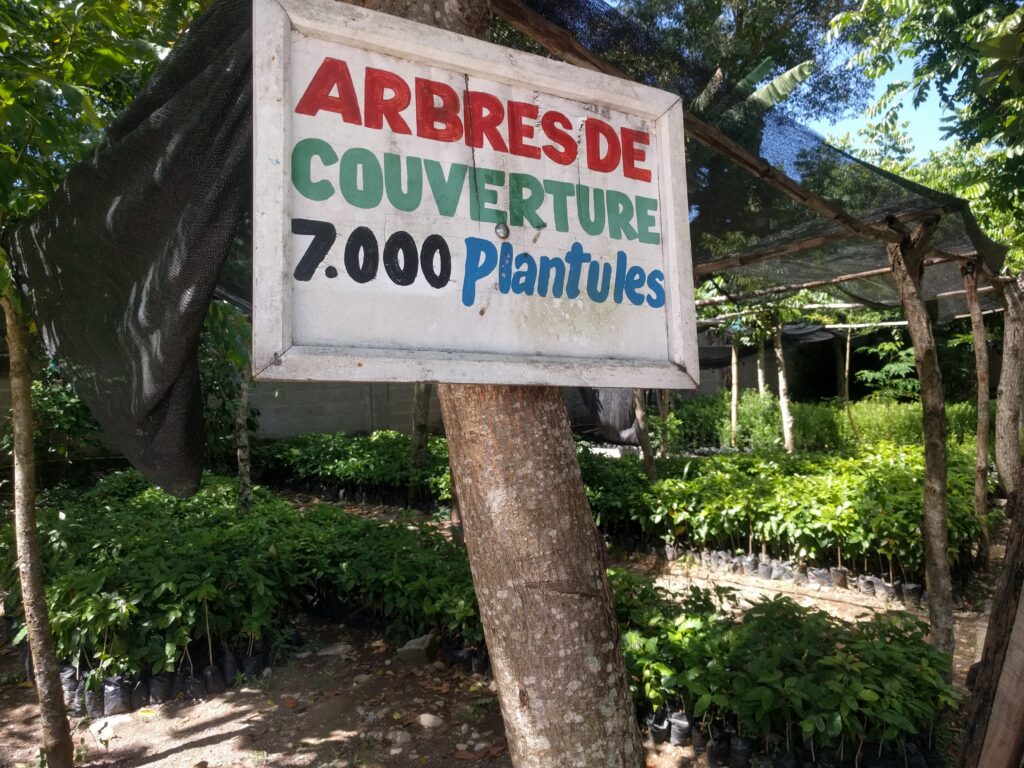 ARBRES DE
COUVERTURE
7.000 Plantules